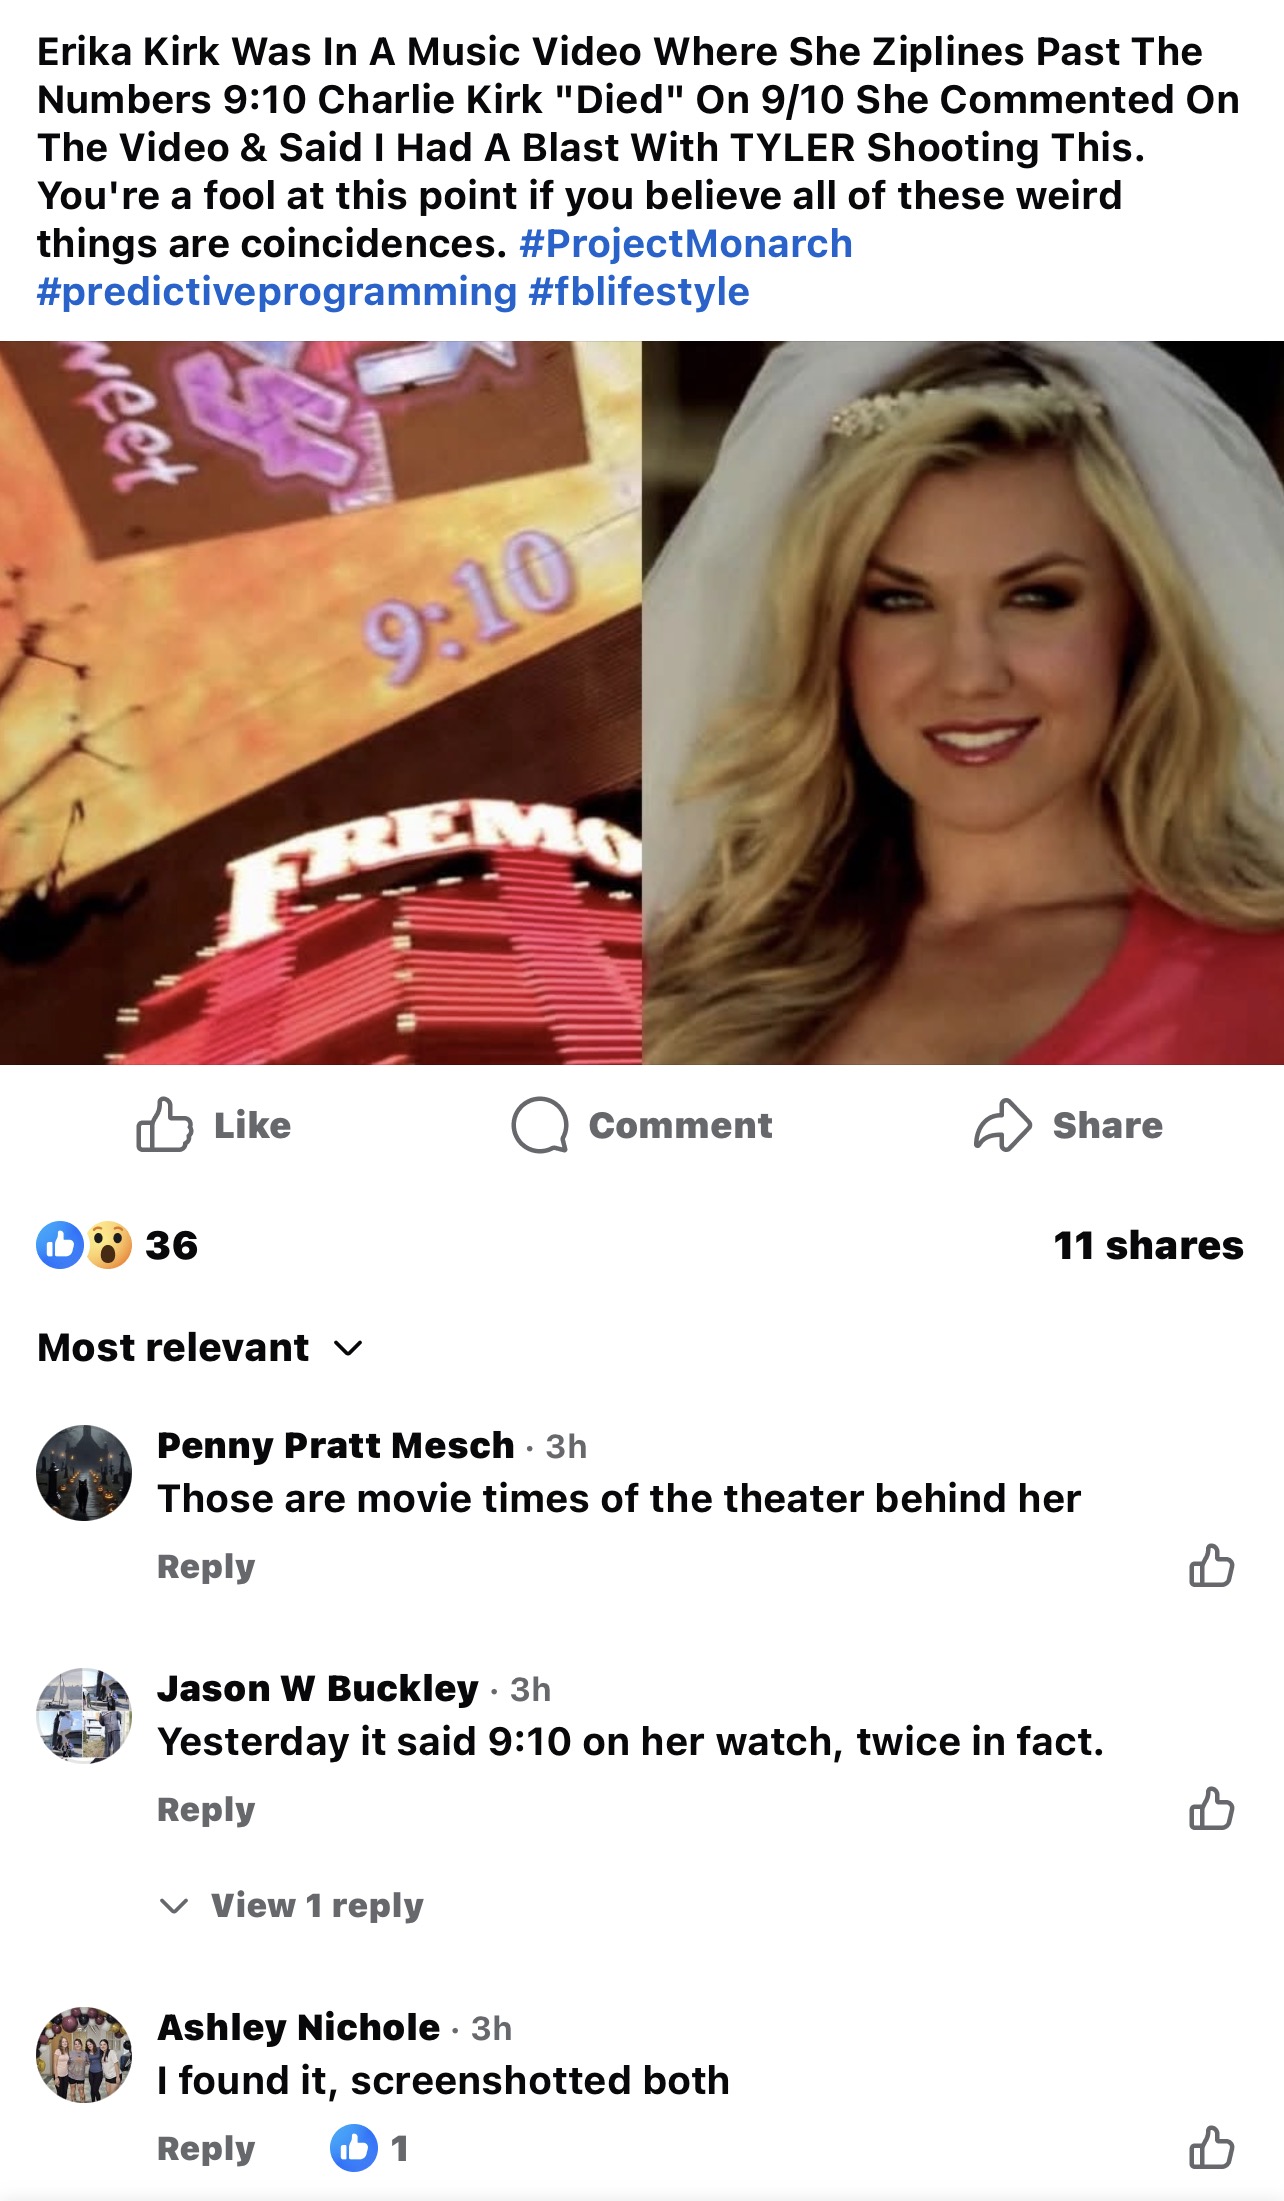 Erika Kirk Was In A Music Video Where She Ziplines Past The
Numbers 9:10 Charlie Kirk "Died" On 9/10 She Commented On
The Video & Said I Had A Blast With TYLER Shooting This.
You're a fool at this point if you believe all of these weird
things are coincidences. #ProjectMonarch
#predictiveprogramming #fblifestyle
9:10
FREMO
Like
Comment
Share
36
11 shares
Most relevant
Penny Pratt Mesch · 3h
Those are movie times of the theater behind her
Reply
Jason W Buckley · 3h
Yesterday it said 9:10 on her watch, twice in fact.
Reply
View 1 reply
Ashley Nichole · 3h
I found it, screenshotted both
Reply
1